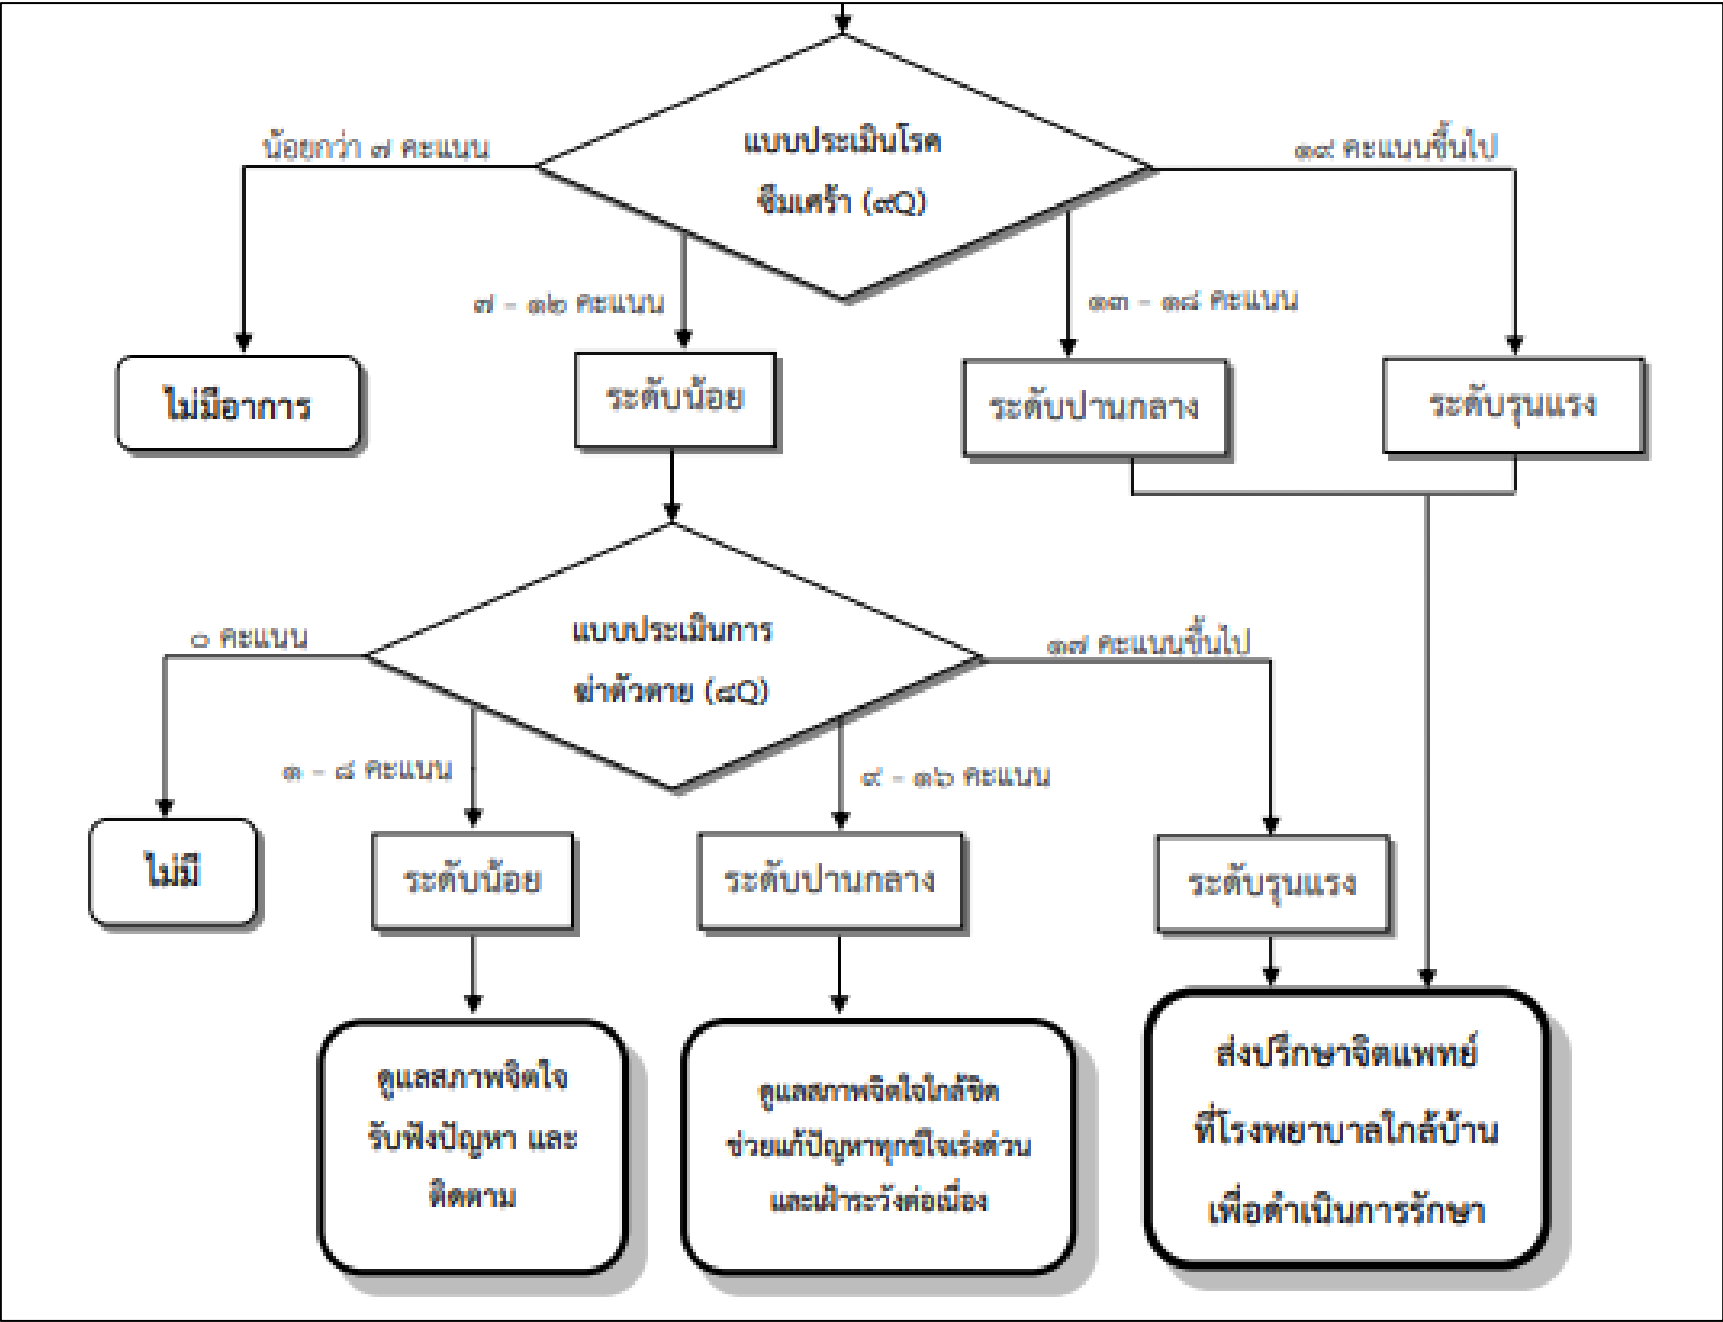 แบบประเมินโรค
ซึมเศร้า (๙Q)
น้อยกว่า ๗ คะแนน
๑๙ คะแนนขึ้นไป
๗ - ๑๒ คะแนน
๑๓ - ๑๘ คะแนน
ไม่มีอาการ
ระดับน้อย
ระดับปานกลาง
ระดับรุนแรง
แบบประเมินการ
ฆ่าตัวตาย (๘Q)
๐ คะแนน
๑๗ คะแนนขึ้นไป
๑ - ๘ คะแนน
๙ - ๑๖ คะแนน
ไม่มี
ระดับน้อย
ระดับปานกลาง
ระดับรุนแรง
ดูแลสภาพจิตใจ
รับฟังปัญหา และ
ติดตาม
ดูแลสภาพจิตใจใกล้ชิด
ช่วยแก้ปัญหาทุกข์ใจเร่งด่วน
และเฝ้าระวังต่อเนื่อง
ส่งปรึกษาจิตแพทย์
ที่โรงพยาบาลใกล้บ้าน
เพื่อดำเนินการรักษา